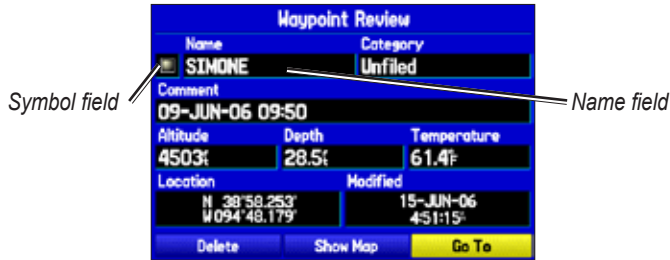 Waypoint Review
Name Category
SIMONE Unfiled
Symbol field
Name field
Comment
09-JUN-06 09:50
Altitude Depth Temperature
4503ft 28.5ft 61.4°F
Location Modified
N 38°58.253' 15-JUN-06
W094°48.179' 4:51:15
Delete Show Map Go To